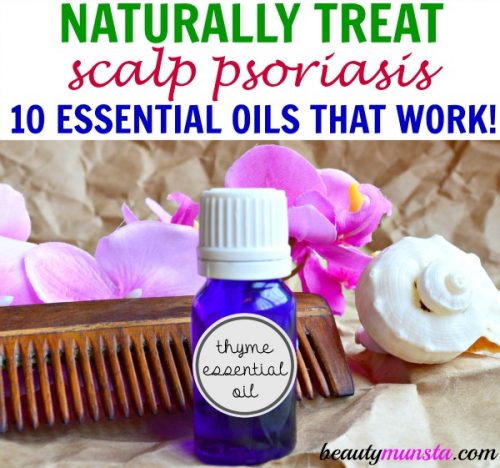 NATURALLY TREAT
scalp psoriasis
10 ESSENTIAL OILS THAT WORK!
thyme
essential
oil
beautymunsta.com